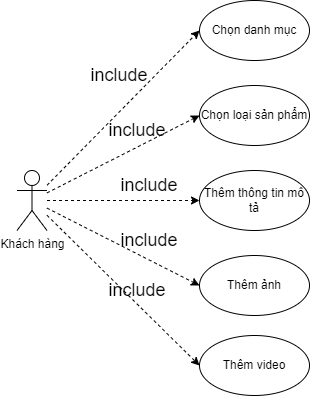 Chọn danh mục
include
Chọn loại sản phẩm
include
include
Thêm thông tin mô
tả
Khách hàng
include
Thêm ảnh
include
Thêm video